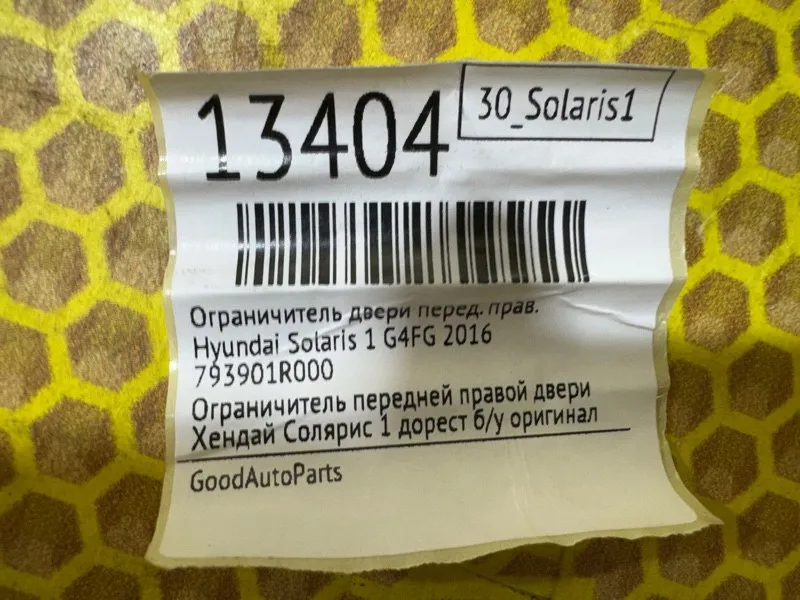 13404
30_Solaris1
Ограничитель двери перед. прав.
Hyundai Solaris 1 G4FG 2016
793901R000
Ограничитель передней правой двери
Хендай Солярис 1 дорест б/у оригинал
GoodAutoParts